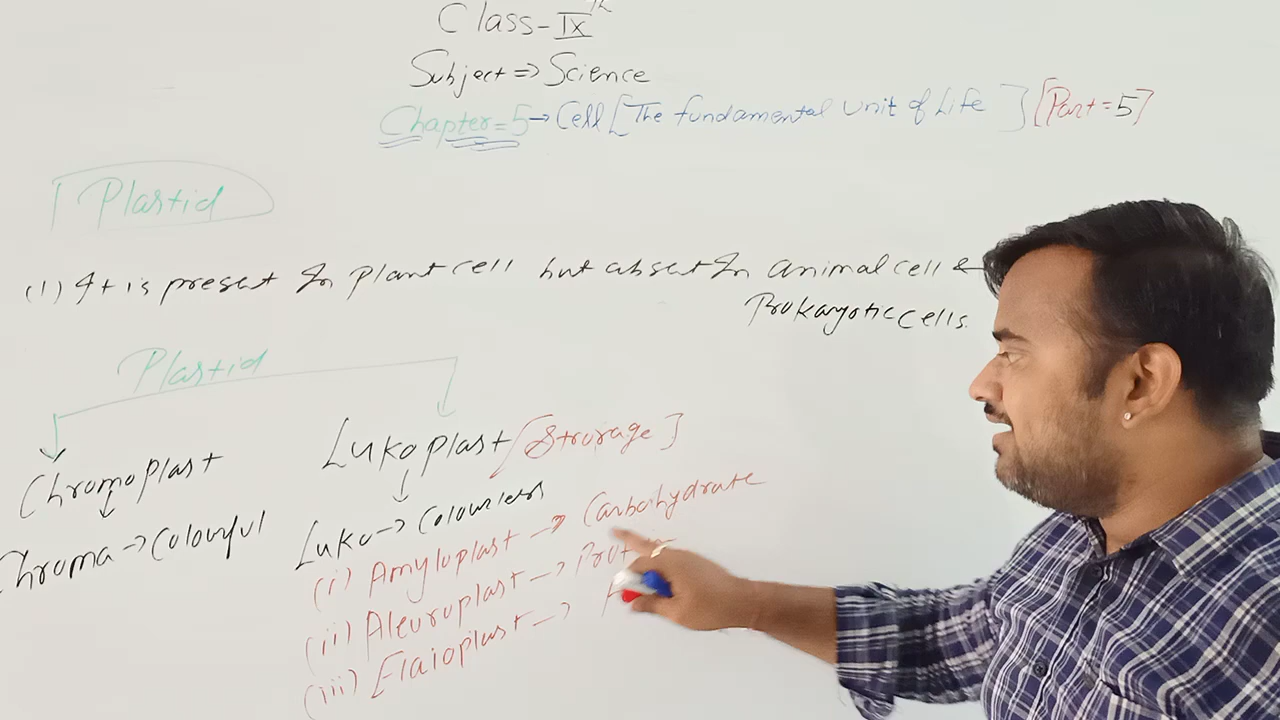 Class-IXth
Subject⇒Science
Chapter=5→Cell[The fundamental Unit of Life] [Part=5]
Plastid
(1) It is present In plant cell but absent In animal cell &
Prokaryotic cells.
Plastid
Chromoplast
Lukoplast [Storage]
Chroma→Colourful
Luko→Colourless
(i) Amyloplast→Carbohydrate
(ii) Aleuroplast→Protein
(iii) Elaioplast→